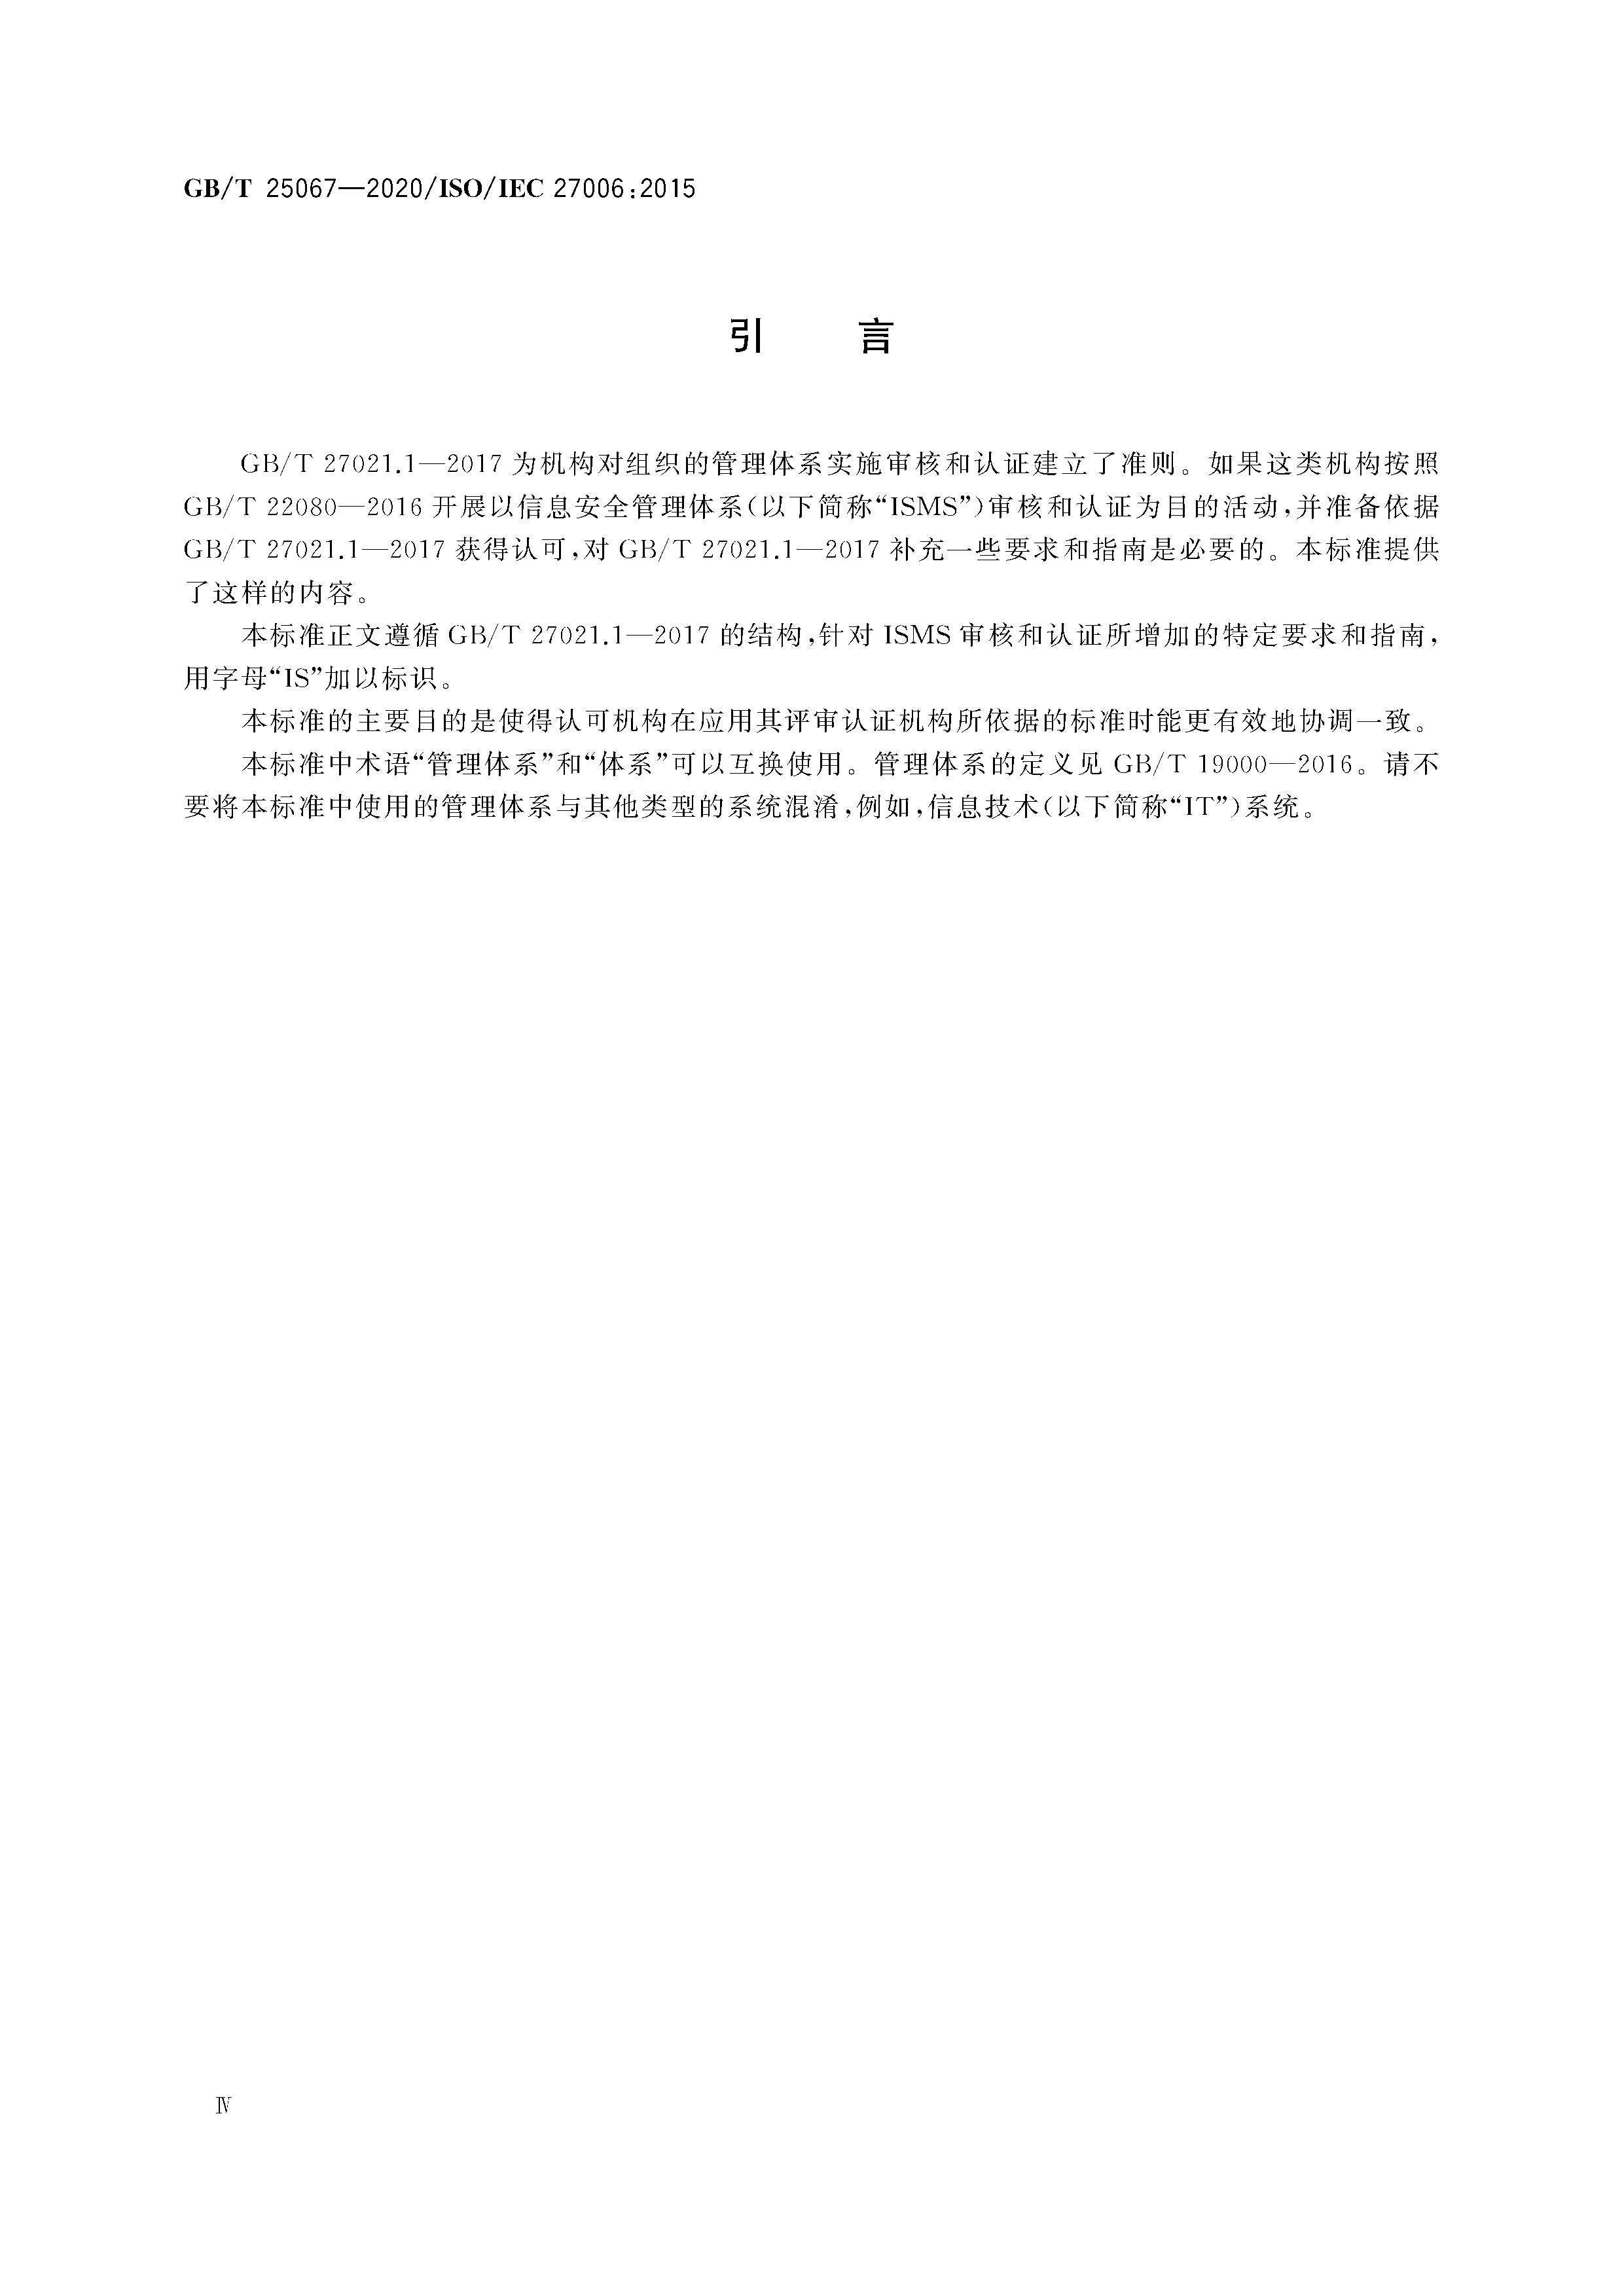 GB/T 25067—2020/ISO/IEC 27006:2015
引 言
GB/T 27021.1—2017 为机构对组织的管理体系实施审核和认证建立了准则。如果这类机构按照
GB/T 22080—2016 开展以信息安全管理体系(以下简称“ISMS”)审核和认证为目的活动,并准备依据
GB/T 27021.1—2017 获得认可,对 GB/T 27021.1—2017 补充一些要求和指南是必要的。本标准提供
了这样的内容。
本标准正文遵循 GB/T 27021.1—2017 的结构,针对 ISMS 审核和认证所增加的特定要求和指南,
用字母“IS”加以标识。
本标准的主要目的是使得认可机构在应用其评审认证机构所依据的标准时能更有效地协调一致。
本标准中术语“管理体系”和“体系”可以互换使用。管理体系的定义见 GB/T 19000—2016。请不
要将本标准中使用的管理体系与其他类型的系统混淆,例如,信息技术(以下简称“IT”)系统。
Ⅳ